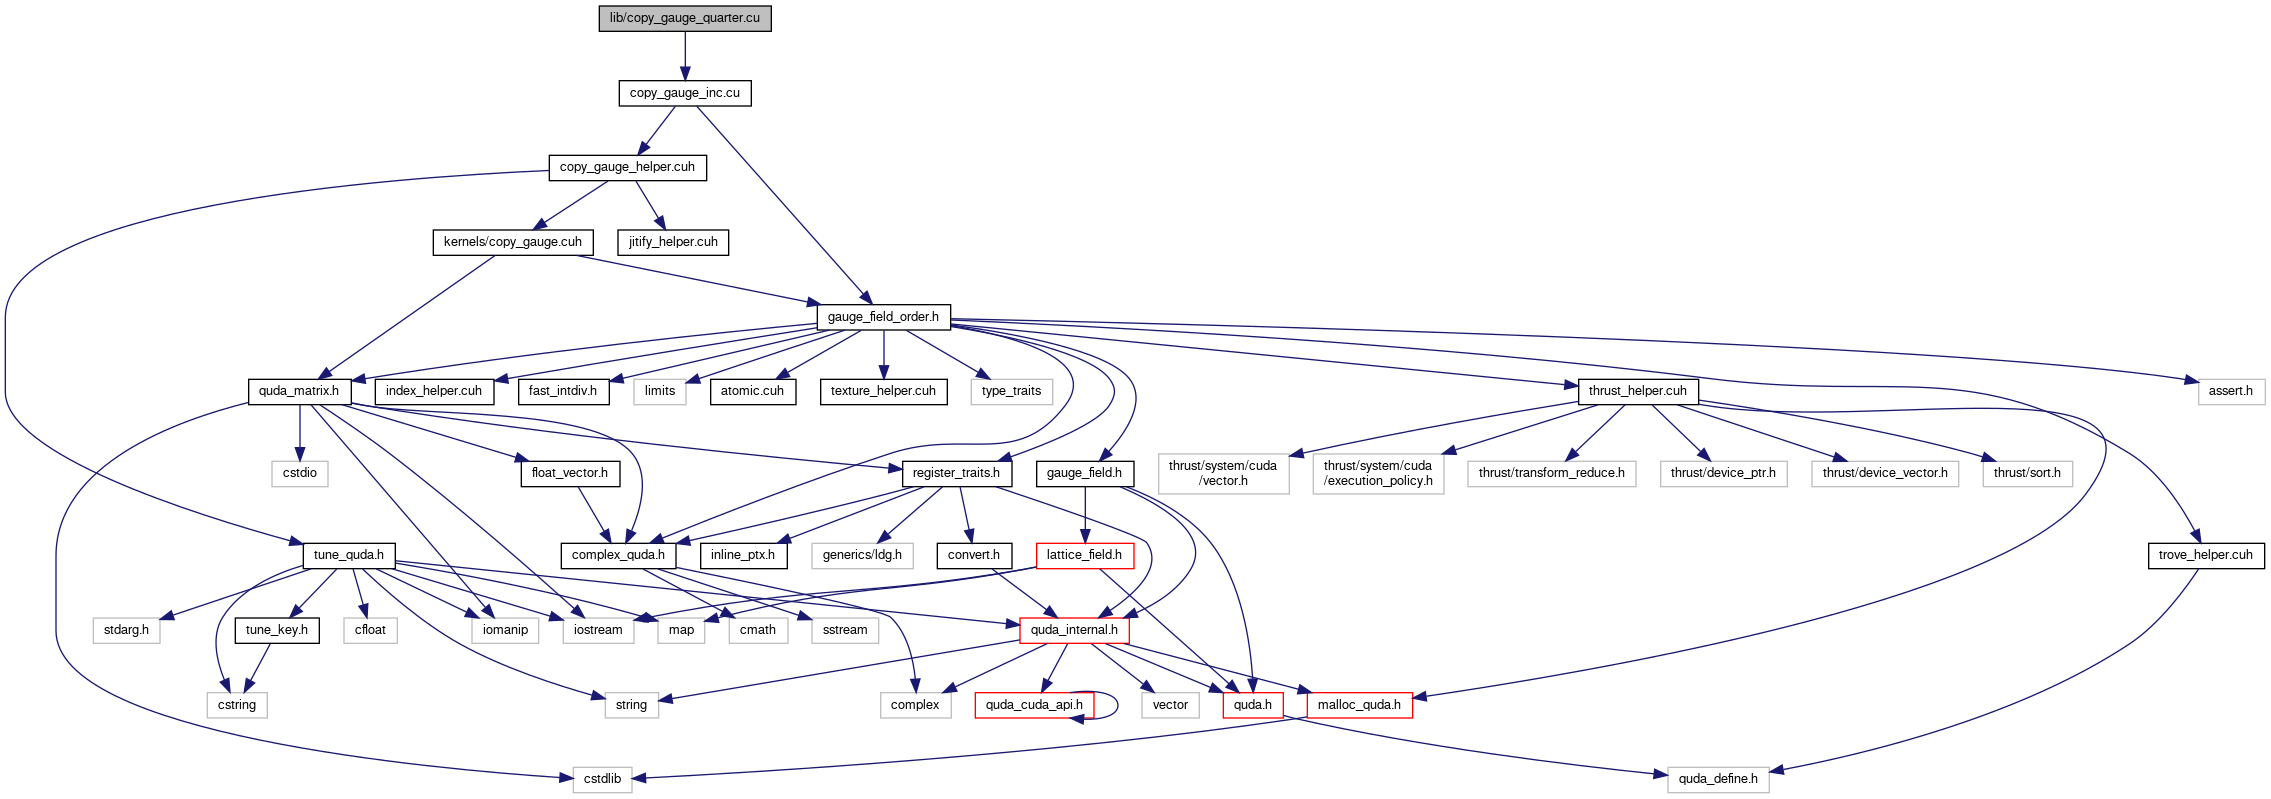 lib/copy_gauge_quarter.cu
copy_gauge_inc.cu
copy_gauge_helper.cuh
kernels/copy_gauge.cuh
jitify_helper.cuh
gauge_field_order.h
quda_matrix.h
index_helper.cuh
fast_intdiv.h
limits
atomic.cuh
texture_helper.cuh
type_traits
thrust_helper.cuh
assert.h
cstdio
float_vector.h
register_traits.h
gauge_field.h
thrust/system/cuda
/vector.h
thrust/system/cuda
/execution_policy.h
thrust/transform_reduce.h
thrust/device_ptr.h
thrust/device_vector.h
thrust/sort.h
tune_quda.h
complex_quda.h
inline_ptx.h
generics/ldg.h
convert.h
lattice_field.h
trove_helper.cuh
stdarg.h
tune_key.h
cfloat
iomanip
iostream
map
cmath
sstream
quda_internal.h
cstring
string
complex
quda_cuda_api.h
vector
quda.h
malloc_quda.h
cstdlib
quda_define.h